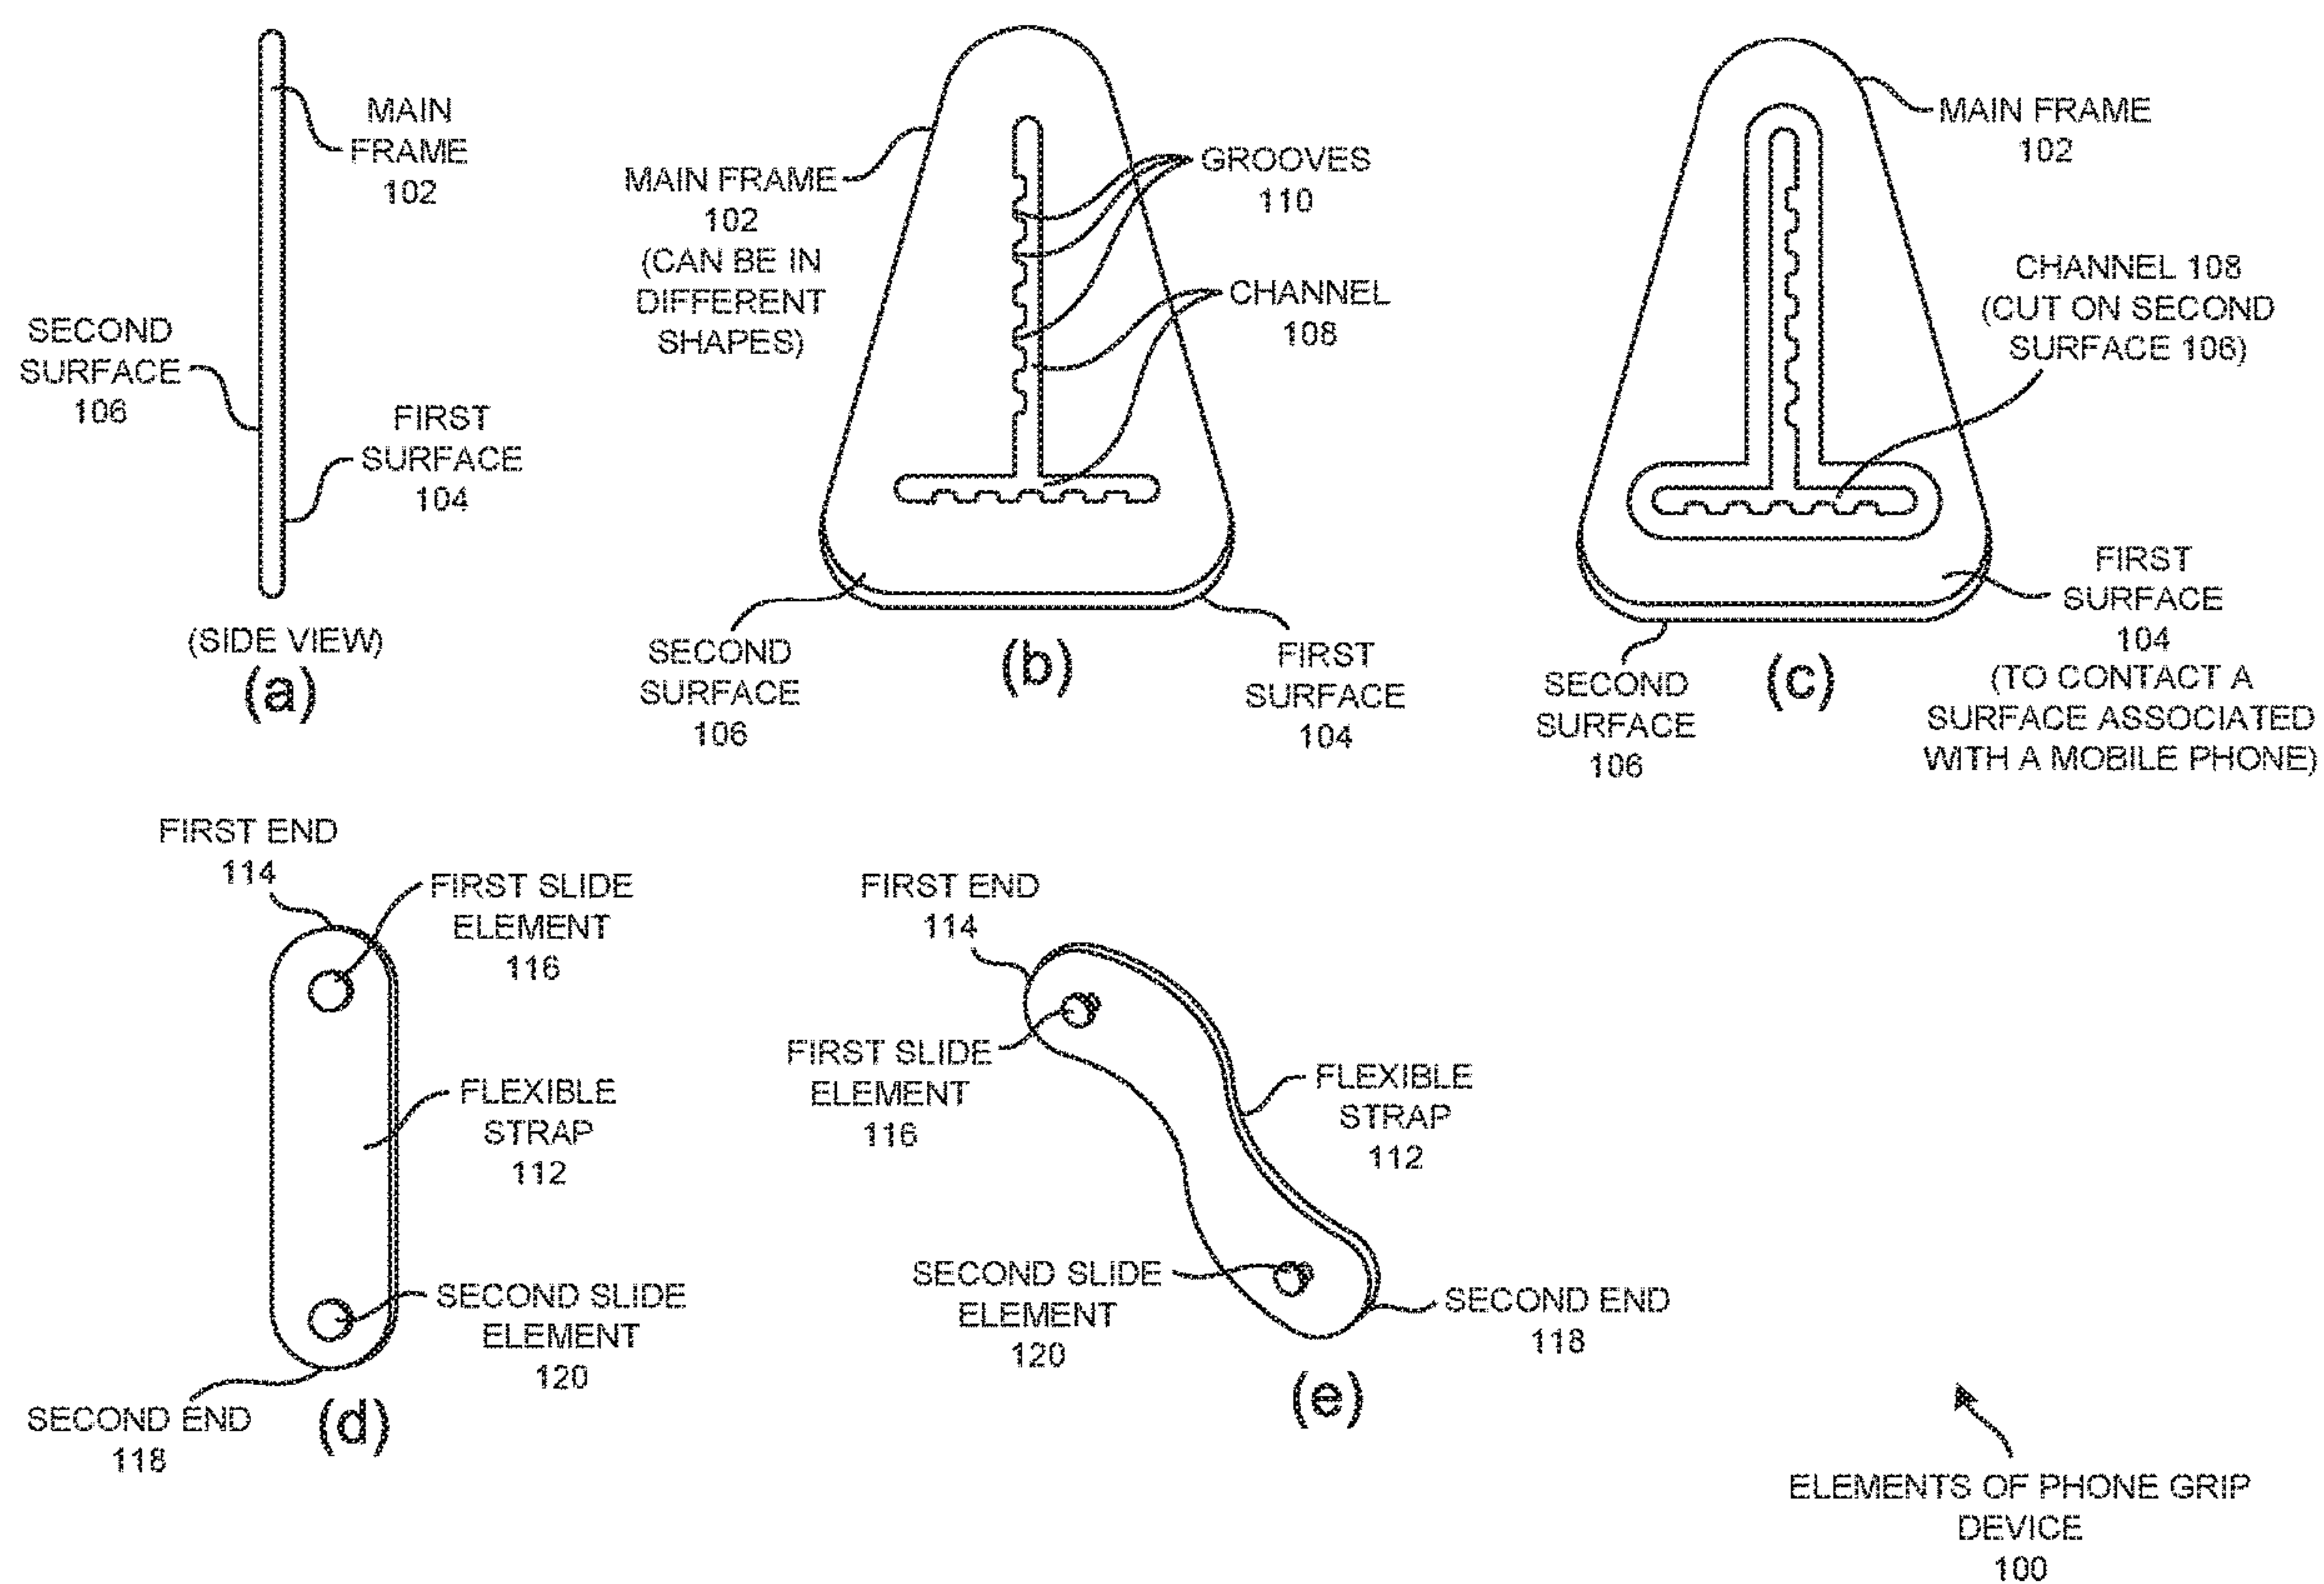 MAIN
FRAME
102
SECOND
SURFACE
106
FIRST
SURFACE
104
(SIDE VIEW)
(a)
MAIN FRAME
102
(CAN BE IN
DIFFERENT
SHAPES)
GROOVES
110
CHANNEL
108
SECOND
SURFACE
106
(b)
FIRST
SURFACE
104
MAIN FRAME
102
CHANNEL 108
(CUT ON SECOND
SURFACE 106)
FIRST
SURFACE
104
(TO CONTACT A
SURFACE ASSOCIATED
WITH A MOBILE PHONE)
SECOND
SURFACE
106
(c)
FIRST END
114
FIRST SLIDE
ELEMENT
116
FLEXIBLE
STRAP
112
SECOND SLIDE
ELEMENT
120
SECOND END
118
(d)
FIRST END
114
FIRST SLIDE
ELEMENT
116
FLEXIBLE
STRAP
112
SECOND SLIDE
ELEMENT
120
SECOND END
118
(e)
ELEMENTS OF PHONE GRIP
DEVICE
100